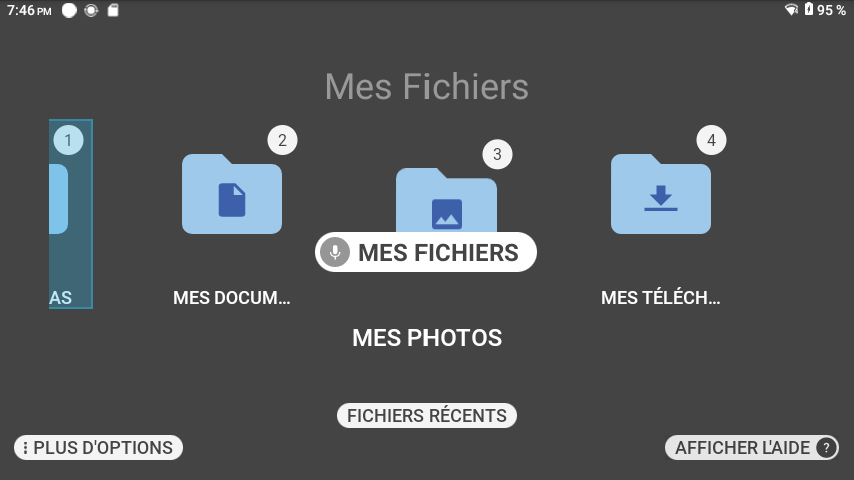 7:46 PM
95 %
Mes Fichiers
1
2
3
4
MES FICHIERS
AS
MES DOCUM...
MES TÉLÉCH...
MES PHOTOS
FICHIERS RÉCENTS
PLUS D'OPTIONS
AFFICHER L'AIDE ?